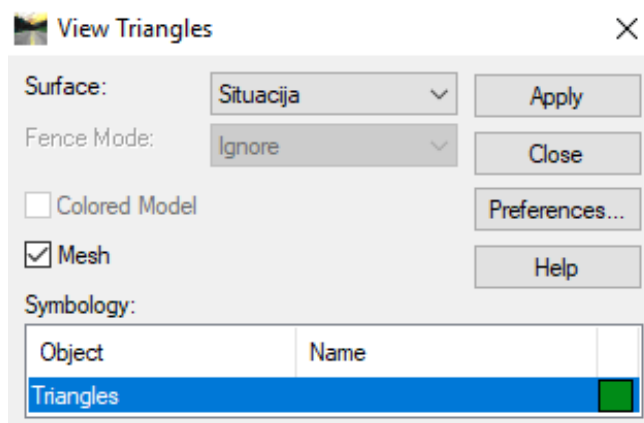 View Triangles
Surface: Situacija Apply
Fence Mode: Ignore Close
Colored Model Preferences...
Mesh Help
Symbology:
Object Name
Triangles